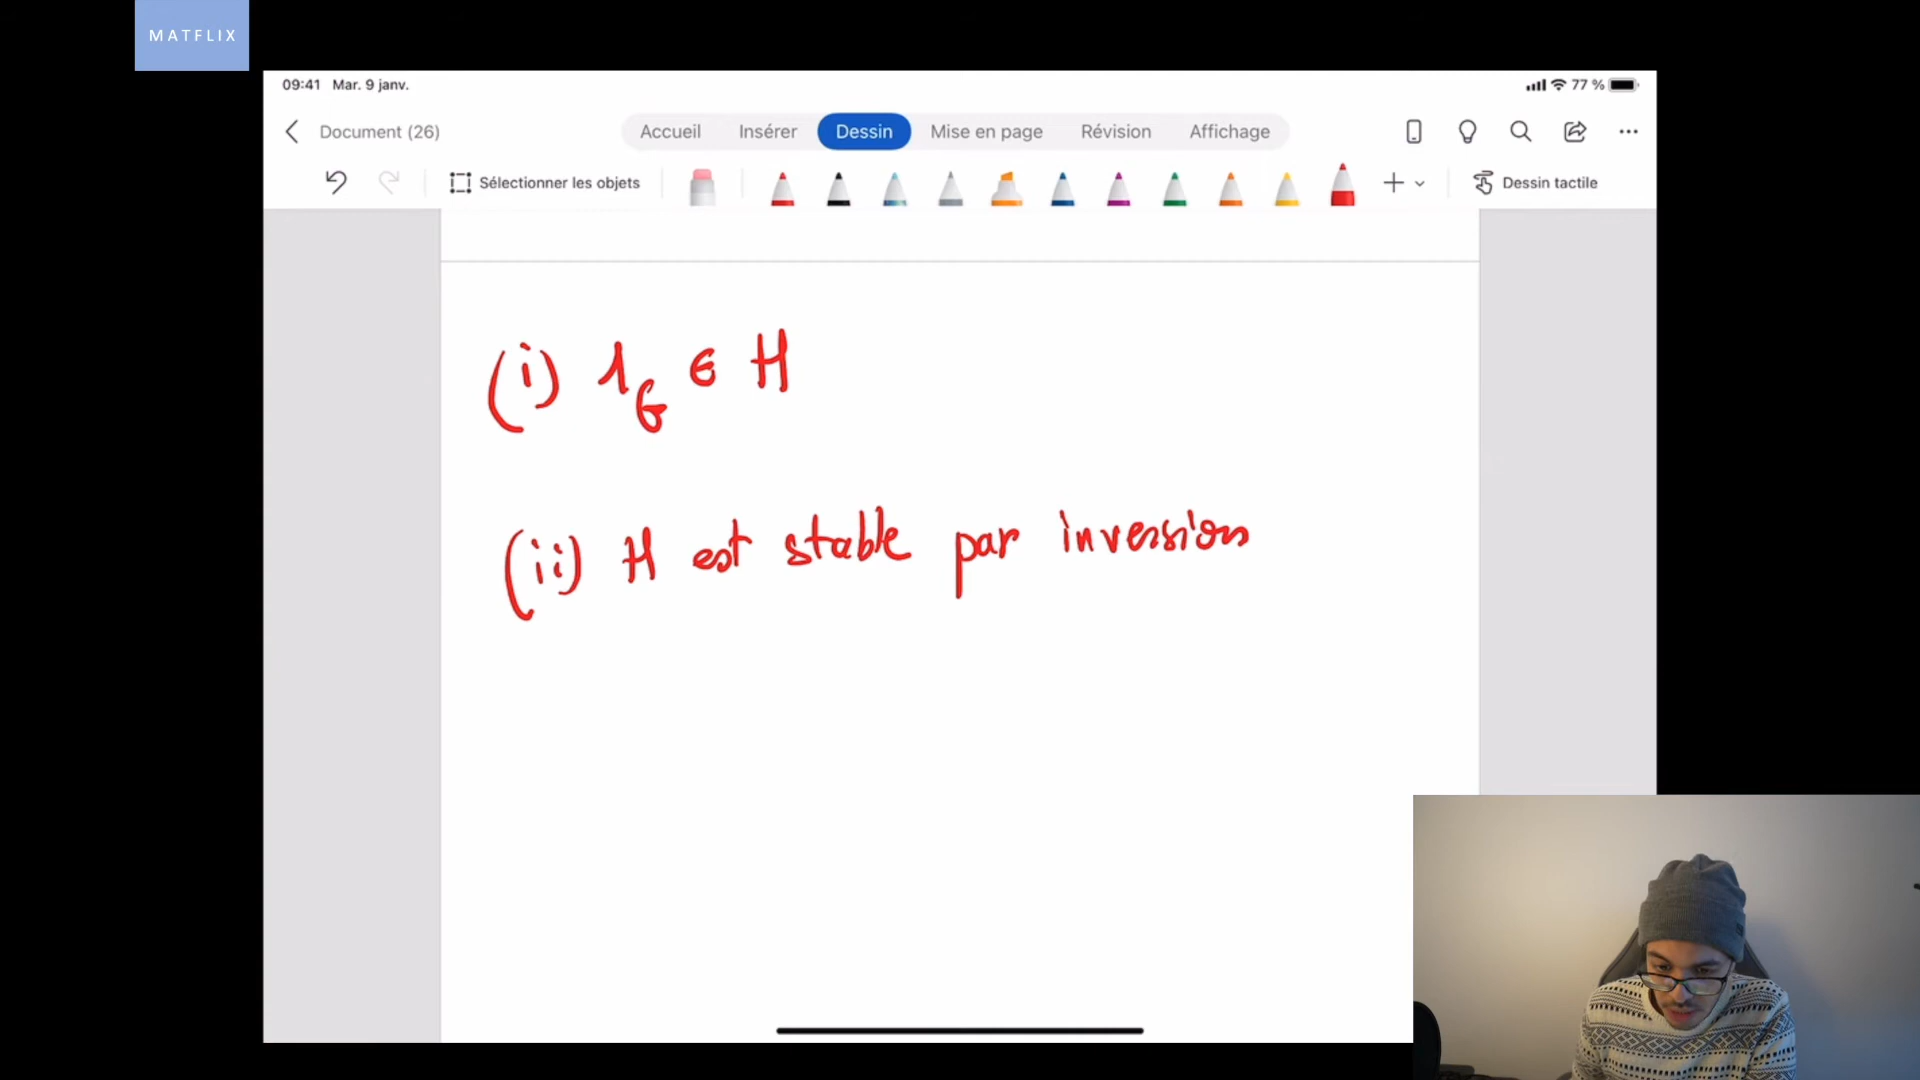 MATFLIX
09:41 Mar. 9 janv. 77 %
Document (26) Accueil Insérer Dessin Mise en page Révision Affichage
Sélectionner les objets Dessin tactile
(i) 1_G ∈ H
(ii) H est stable par inversion